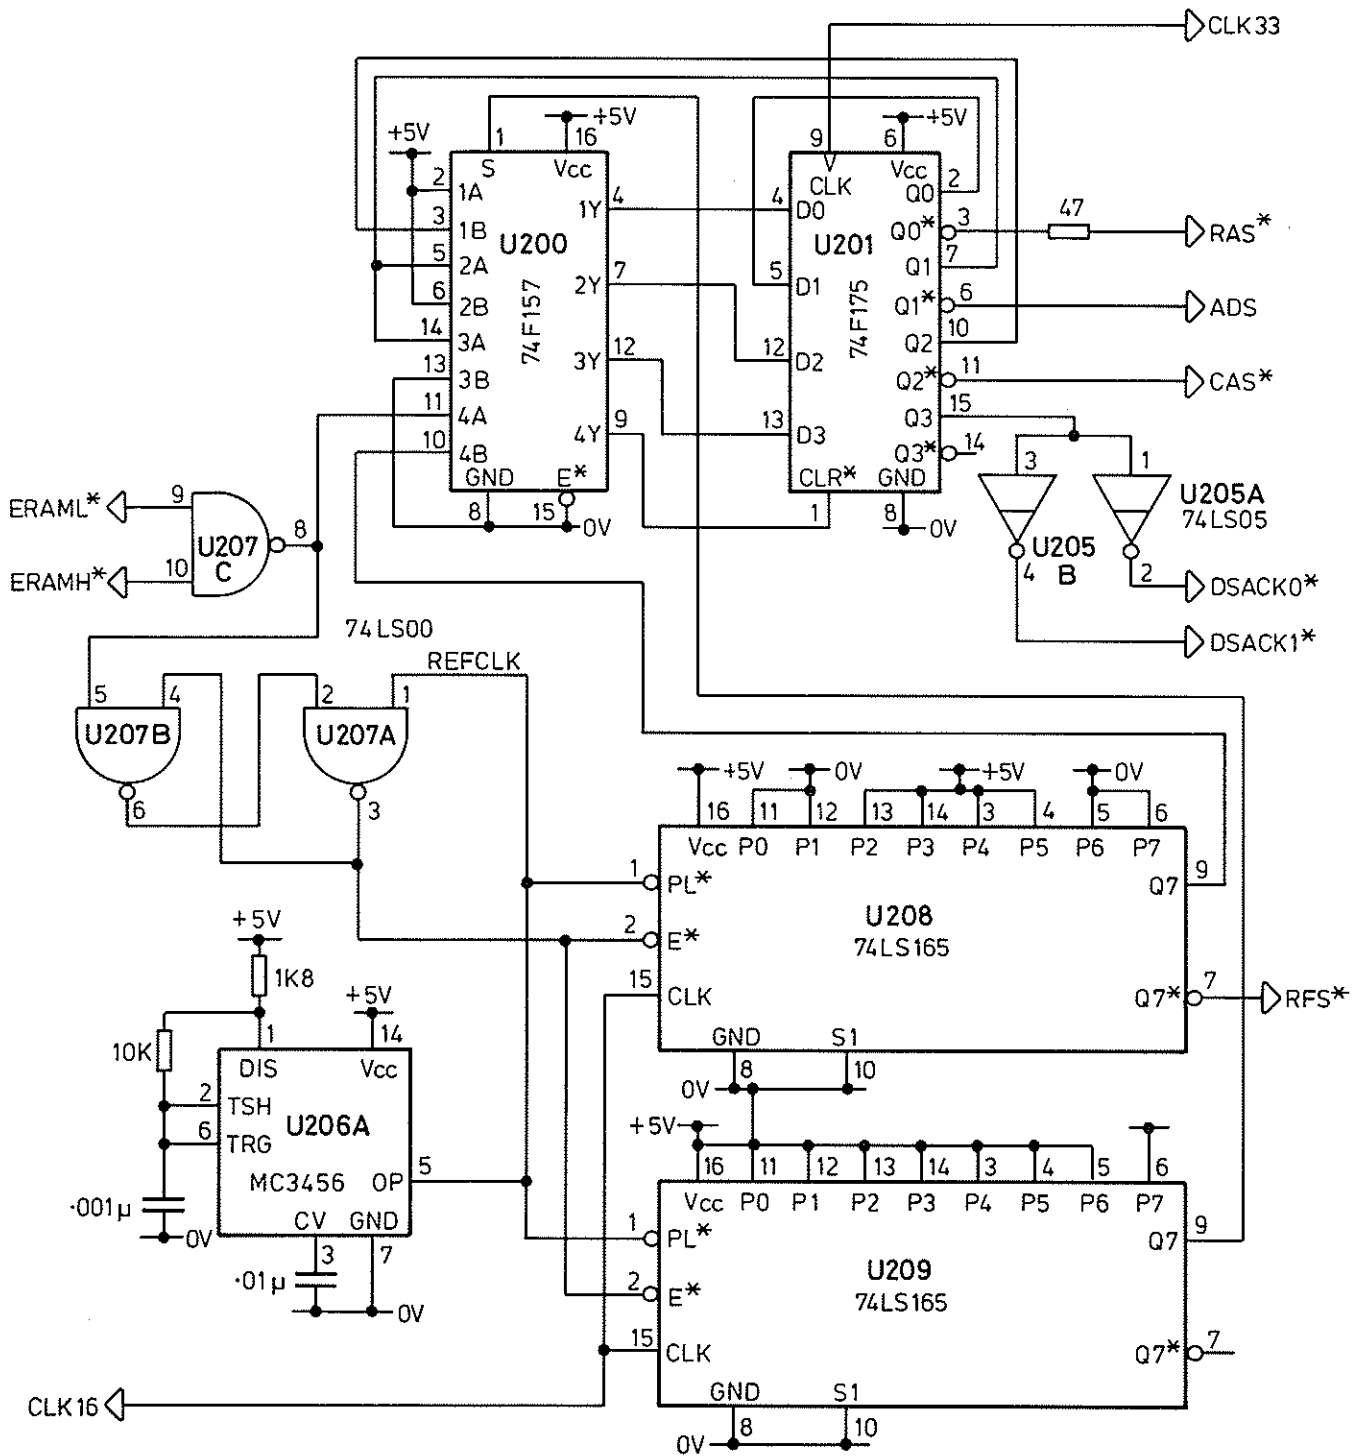 CLK33
+5V
1
+5V
16
9
6
+5V
S
Vcc
V
CLK
Vcc
2
1A
3
1B
5
2A
6
2B
14
3A
13
3B
11
4A
10
4B
U200
74F157
1Y
4
2Y
7
3Y
12
4Y
9
GND
E*
8
15
0V
4
D0
5
D1
12
D2
13
D3
U201
74F175
Q0
2
Q0*
3
47
RAS*
Q1
7
Q1*
6
ADS
Q2
10
Q2*
11
CAS*
Q3
15
Q3*
14
CLR*
GND
1
8
0V
3
1
U205A
74LS05
U205
B
4
2
DSACK0*
DSACK1*
ERAML*
9
ERAMH*
10
U207
C
8
74LS00
REFCLK
5
4
2
1
U207B
U207A
6
3
+5V
0V
+5V
0V
16
11
12
13
14
3
4
5
6
Vcc
P0
P1
P2
P3
P4
P5
P6
P7
1
PL*
2
E*
15
CLK
U208
74LS165
Q7
9
Q7*
7
RFS*
GND
S1
8
10
0V
+5V
1K8
+5V
10K
1
14
DIS
Vcc
2
TSH
6
TRG
U206A
MC3456
OP
5
·001µ
0V
CV
GND
3
7
·01µ
0V
+5V
16
11
12
13
14
3
4
5
6
Vcc
P0
P1
P2
P3
P4
P5
P6
P7
1
PL*
2
E*
15
CLK
U209
74LS165
Q7
9
Q7*
7
GND
S1
8
10
0V
CLK16